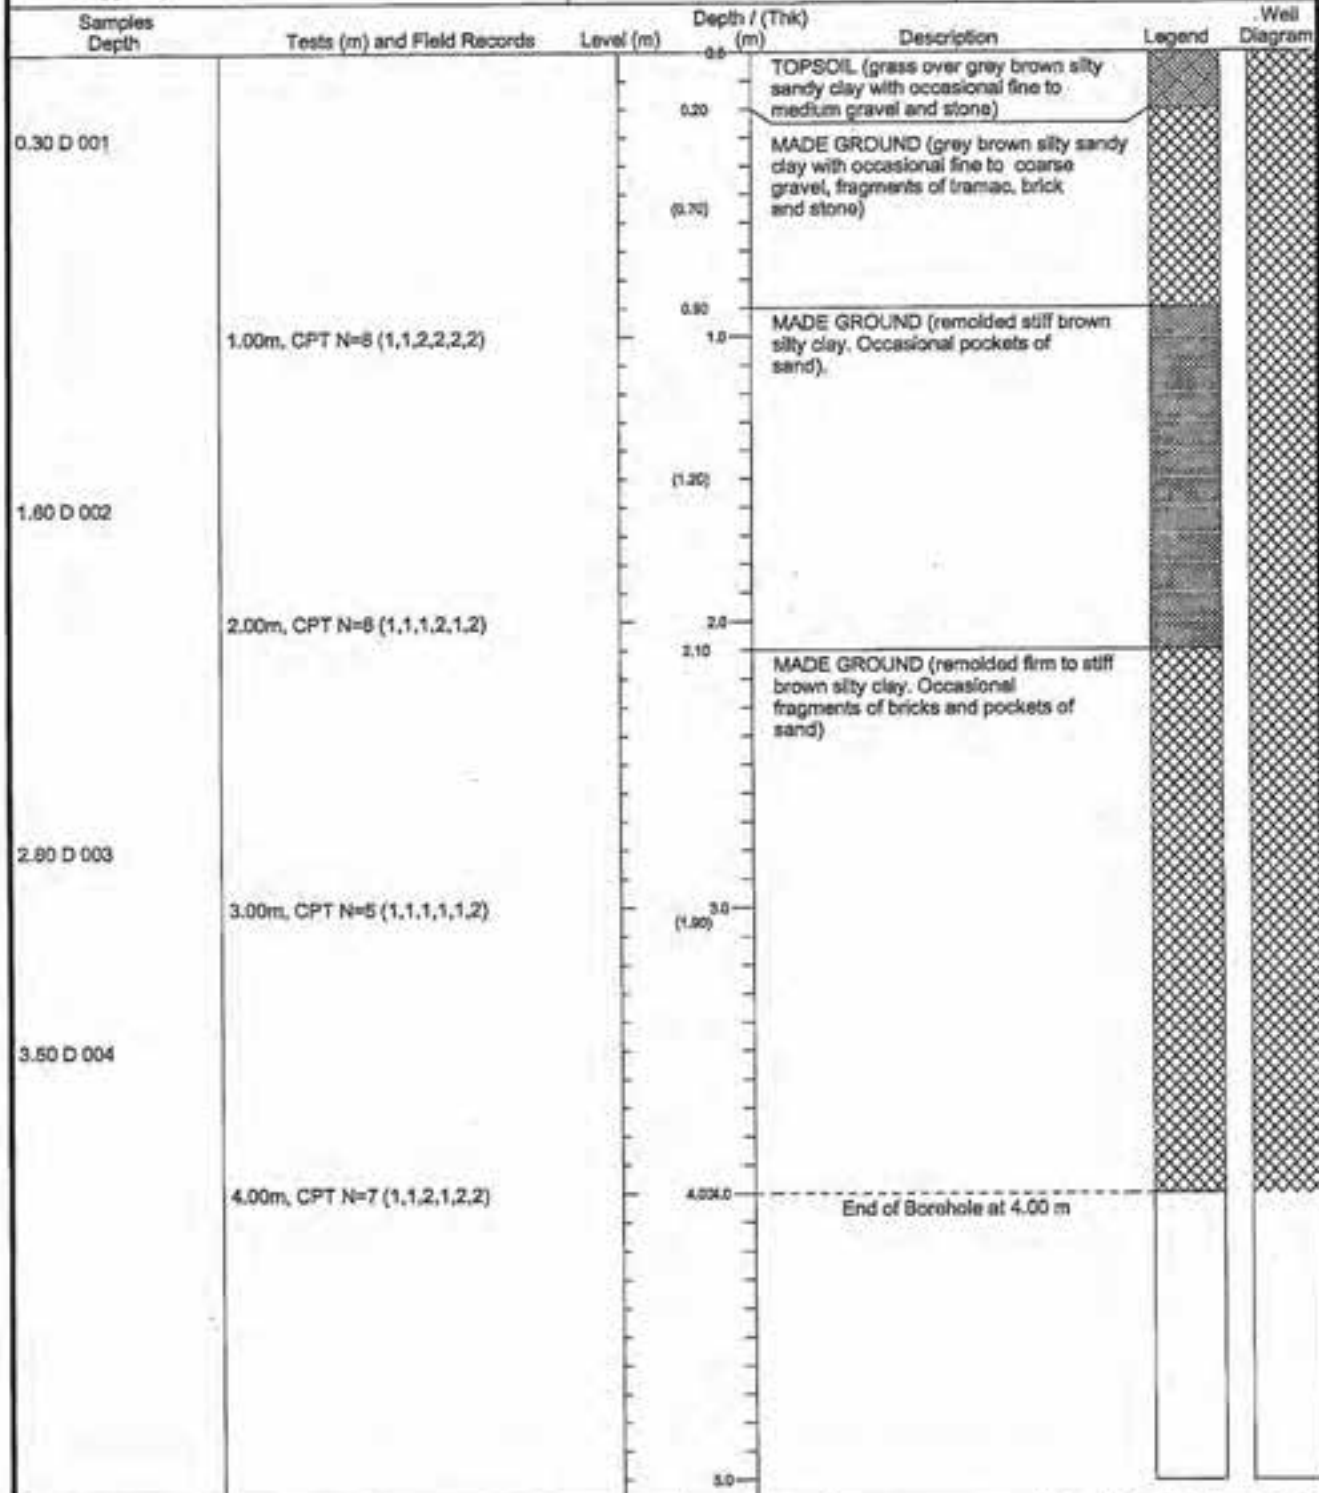 Samples
Depth
Tests (m) and Field Records
Level (m)
Depth / (Thk)
(m)
Description
Legend
Well
Diagram
TOPSOIL (grass over grey brown silty
sandy clay with occasional fine to
medium gravel and stone)
0.20
0.30 D 001
MADE GROUND (grey brown silty sandy
clay with occasional fine to coarse
gravel, fragments of tramac, brick
and stone)
(0.70)
0.90
1.00m, CPT N=8 (1,1,2,2,2,2)
1.0
MADE GROUND (remolded stiff brown
silty clay. Occasional pockets of
sand).
(1.20)
1.60 D 002
2.00m, CPT N=6 (1,1,1,2,1,2)
2.0
2.10
MADE GROUND (remolded firm to stiff
brown silty clay. Occasional
fragments of bricks and pockets of
sand)
2.80 D 003
3.00m, CPT N=5 (1,1,1,1,1,2)
3.0
(1.90)
3.50 D 004
4.00m, CPT N=7 (1,1,2,1,2,2)
4.00
4.0
End of Borehole at 4.00 m
5.0